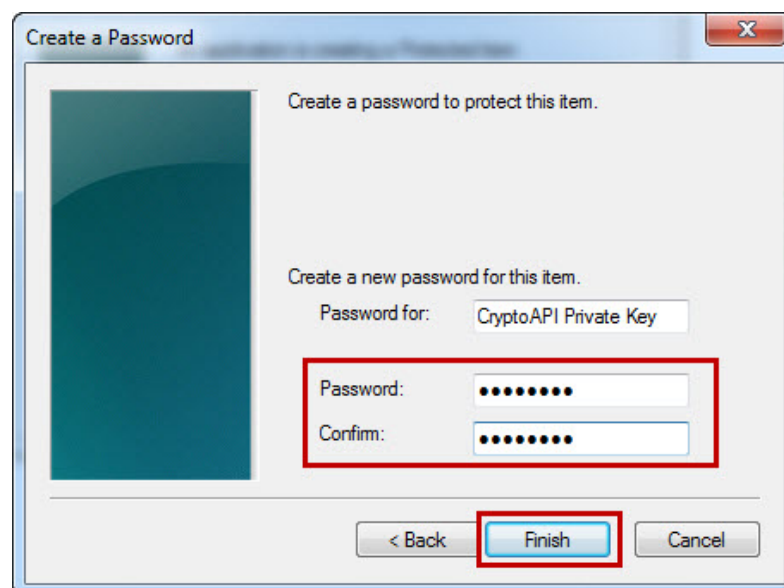 Create a Password
Create a password to protect this item.
Create a new password for this item.
Password for: CryptoAPI Private Key
Password: ●●●●●●●●
Confirm: ●●●●●●●●
< Back Finish Cancel